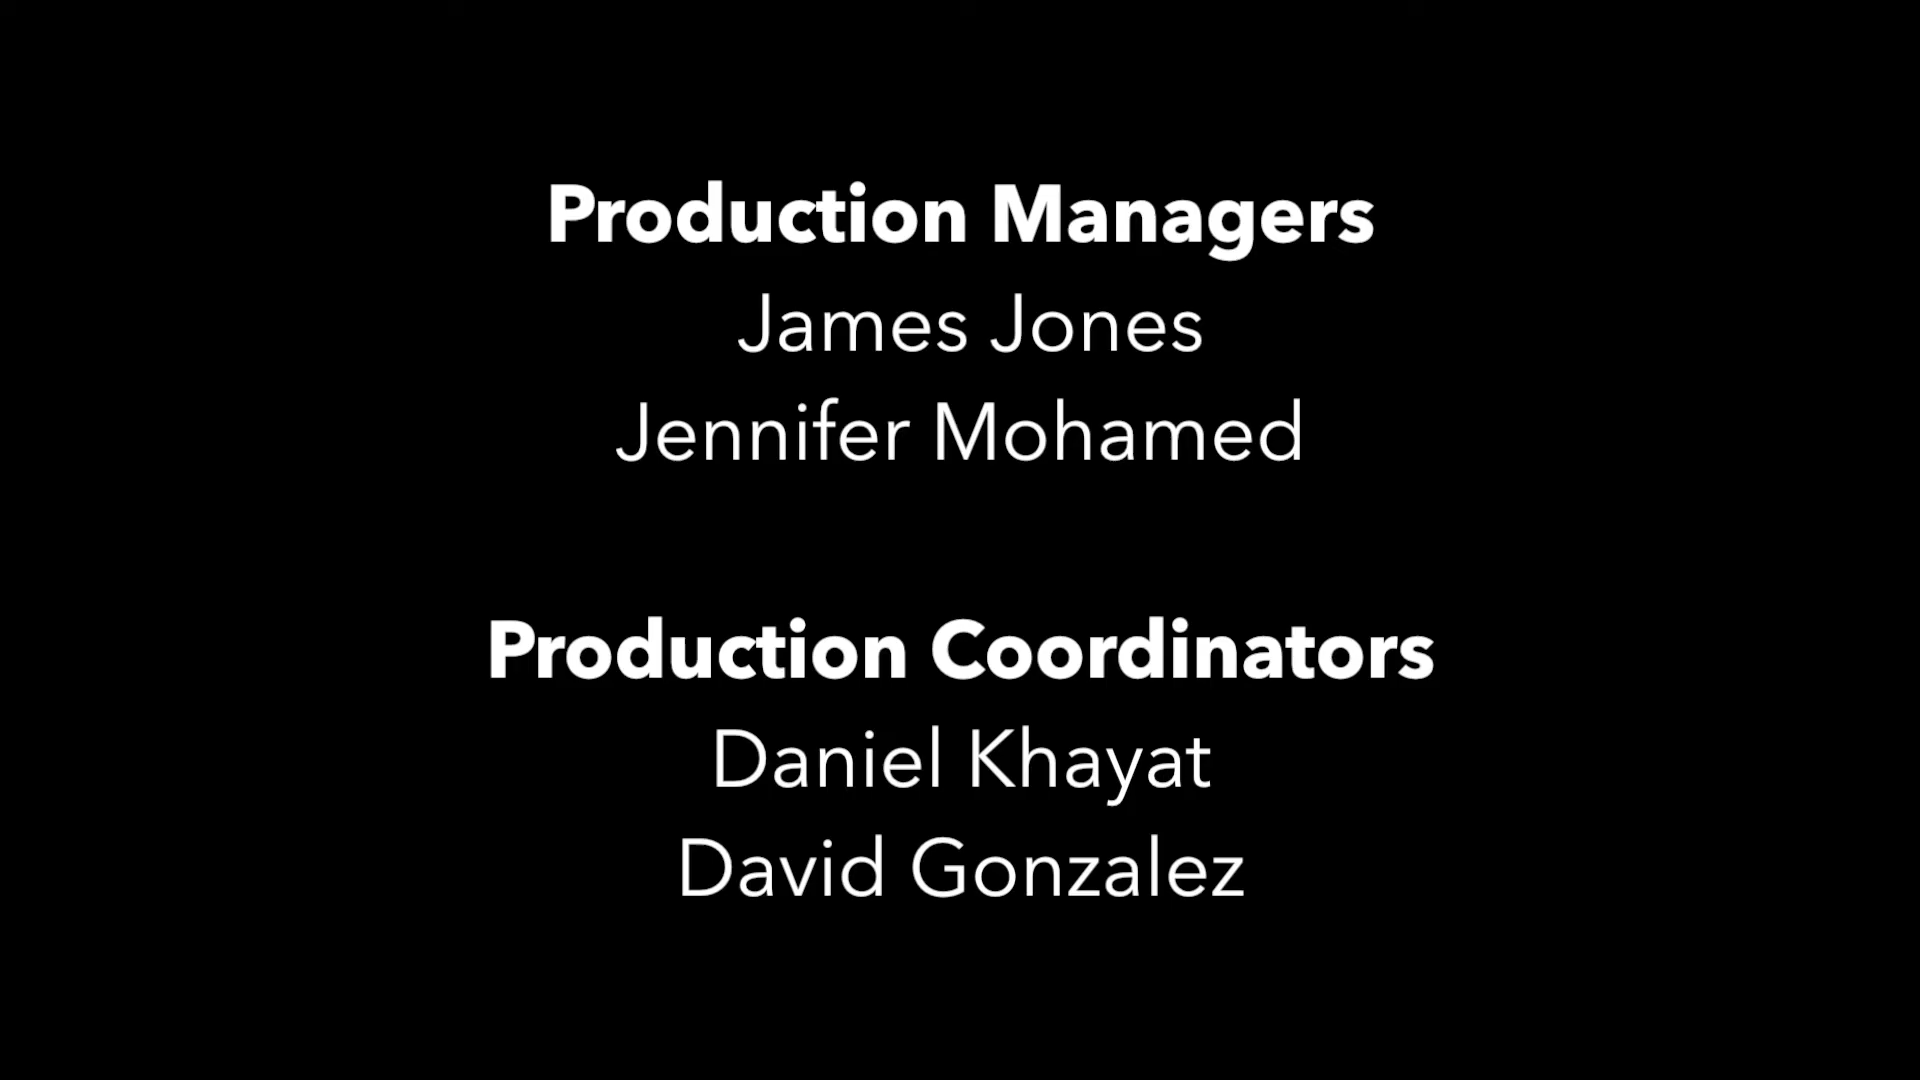 Production Managers
James Jones
Jennifer Mohamed
Production Coordinators
Daniel Khayat
David Gonzalez